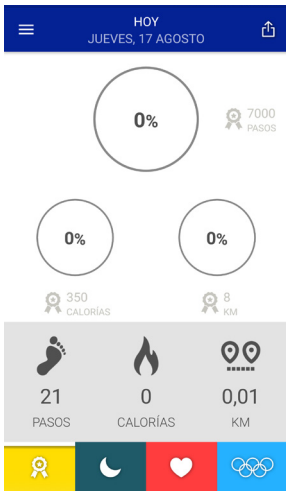 HOY
JUEVES, 17 AGOSTO
0%
7000
PASOS
0%
0%
350
CALORÍAS
8
KM
21
0
0,01
PASOS
CALORÍAS
KM